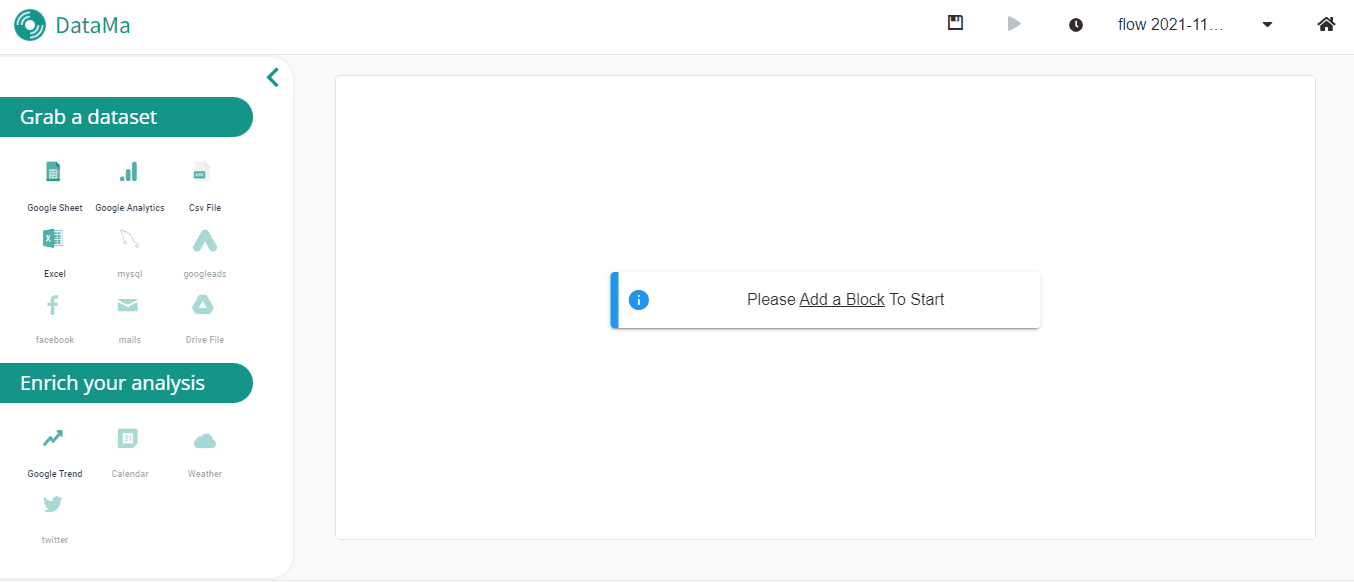 DataMa
flow 2021-11...
Grab a dataset
Google Sheet Google Analytics Csv File
Excel mysql googleads
facebook mails Drive File
Enrich your analysis
Google Trend Calendar Weather
twitter
Please Add a Block To Start